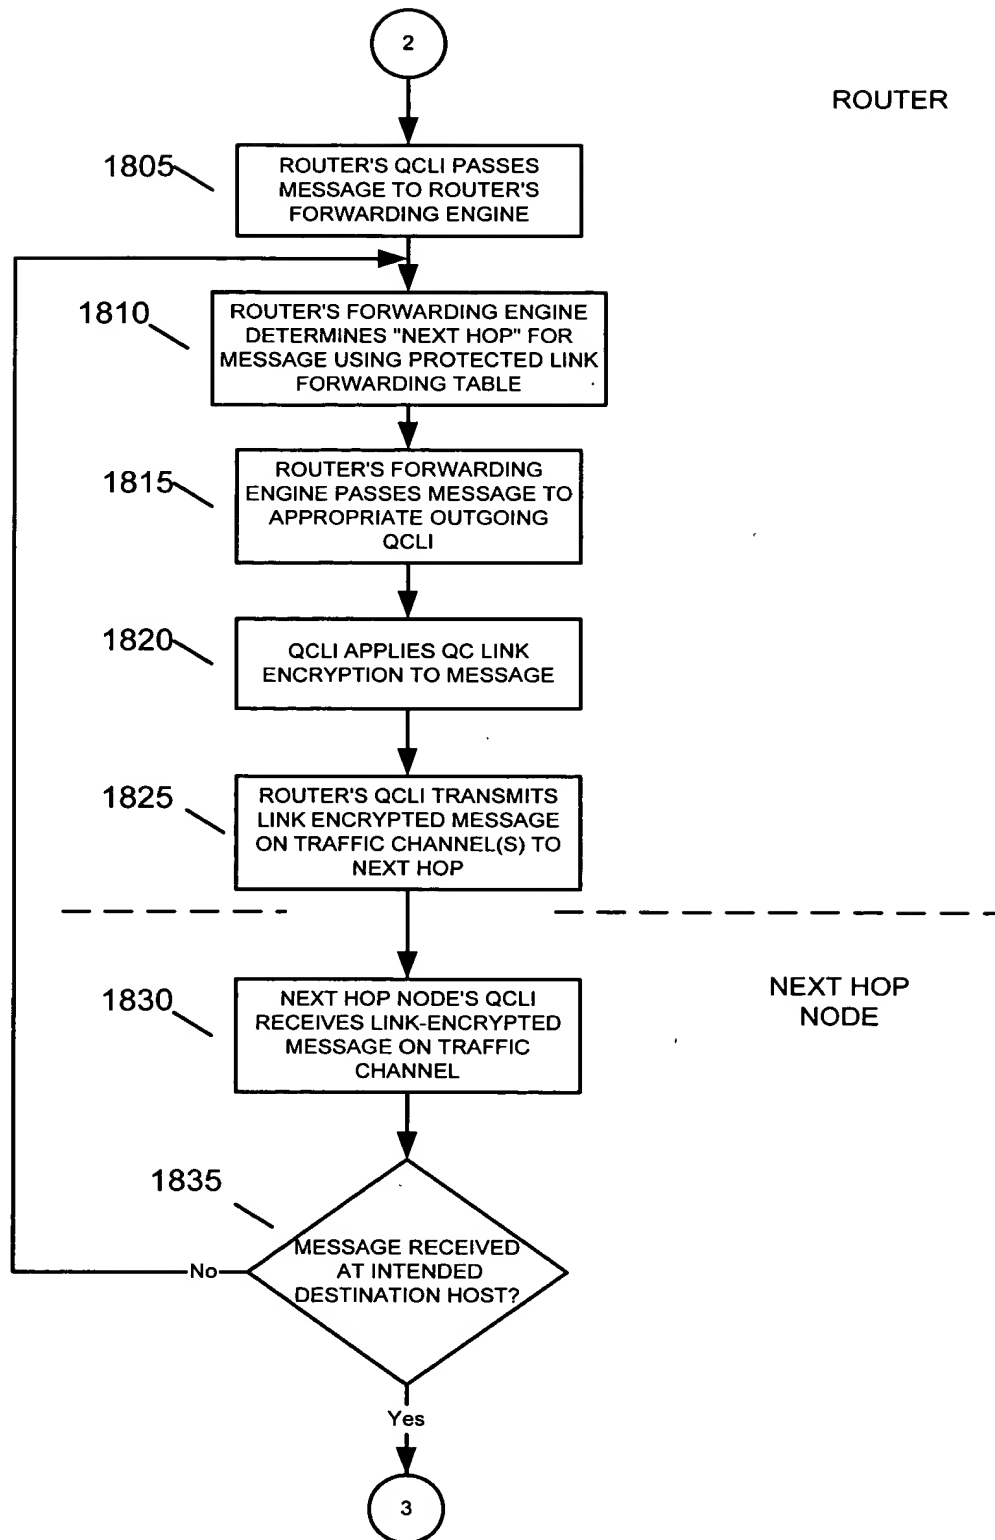 2
ROUTER
1805
ROUTER'S QCLI PASSES
MESSAGE TO ROUTER'S
FORWARDING ENGINE
1810
ROUTER'S FORWARDING ENGINE
DETERMINES "NEXT HOP" FOR
MESSAGE USING PROTECTED LINK
FORWARDING TABLE
1815
ROUTER'S FORWARDING
ENGINE PASSES MESSAGE TO
APPROPRIATE OUTGOING
QCLI
1820
QCLI APPLIES QC LINK
ENCRYPTION TO MESSAGE
1825
ROUTER'S QCLI TRANSMITS
LINK ENCRYPTED MESSAGE
ON TRAFFIC CHANNEL(S) TO
NEXT HOP
1830
NEXT HOP NODE'S QCLI
RECEIVES LINK-ENCRYPTED
MESSAGE ON TRAFFIC
CHANNEL
NEXT HOP
NODE
1835
MESSAGE RECEIVED
AT INTENDED
DESTINATION HOST?
No
Yes
3